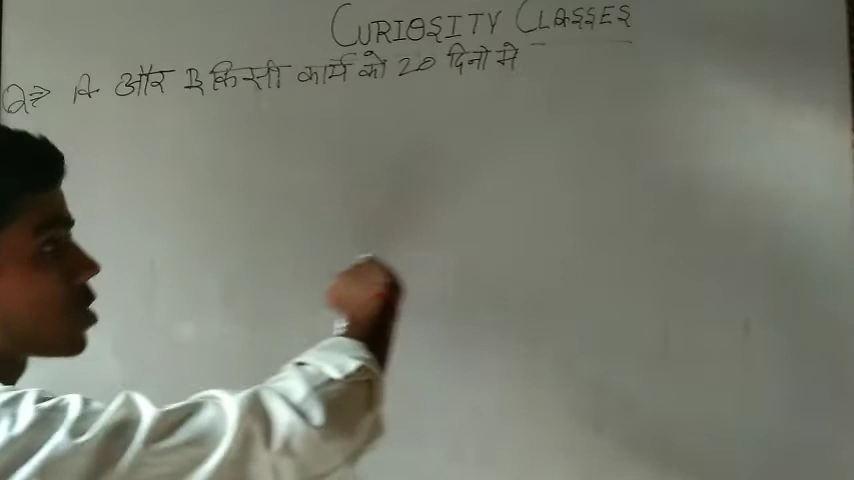 CURIOSITY CLASSES
Q⇒ A और B किसी कार्य को 20 दिनो मे